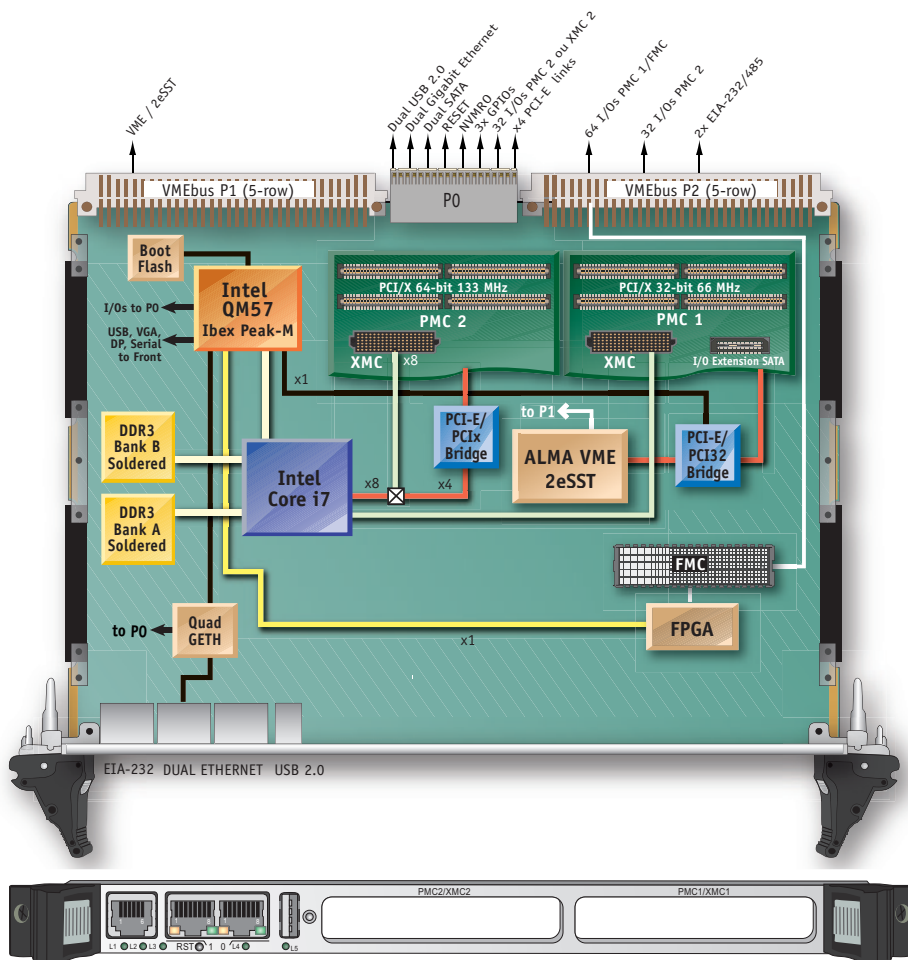 VME / 2eSST
Dual USB 2.0
Dual Gigabit Ethernet
Dual SATA
RESET
NVMRO
3x GPIOs
32 I/Os PMC 2 ou XMC 2
x4 PCI-E links
64 I/Os PMC 1/FMC
32 I/Os PMC 2
2x EIA-232/485
VMEbus P1 (5-row)
P0
VMEbus P2 (5-row)
Boot
Flash
Intel
QM57
Ibex Peak-M
I/Os to P0
USB, VGA,
DP, Serial
to Front
PCI/X 64-bit 133 MHz
PMC 2
XMC
x8
PCI/X 32-bit 66 MHz
PMC 1
XMC
I/O Extension SATA
x1
DDR3
Bank B
Soldered
DDR3
Bank A
Soldered
Intel
Core i7
x8
x4
PCI-E/
PCIx
Bridge
to P1
ALMA VME
2eSST
PCI-E/
PCI32
Bridge
FMC
FPGA
x1
to P0
Quad
GETH
EIA-232 DUAL ETHERNET USB 2.0
PMC2/XMC2
PMC1/XMC1
1 6
1 8
1 8
L1 L2 L3 RST 1 0 L4 L5